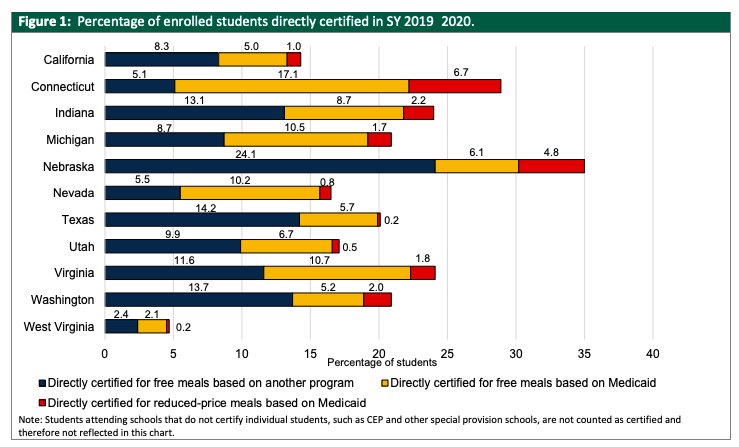 Figure 1: Percentage of enrolled students directly certified in SY 2019 2020.
California 8.3 5.0 1.0
Connecticut 5.1 17.1 6.7
Indiana 13.1 8.7 2.2
Michigan 8.7 10.5 1.7
Nebraska 24.1 6.1 4.8
Nevada 5.5 10.2 0.8
Texas 14.2 5.7 0.2
Utah 9.9 6.7 0.5
Virginia 11.6 10.7 1.8
Washington 13.7 5.2 2.0
West Virginia 2.4 2.1 0.2
0 5 10 15 20 25 30 35 40
Percentage of students
Directly certified for free meals based on another program Directly certified for free meals based on Medicaid
Directly certified for reduced-price meals based on Medicaid
Note: Students attending schools that do not certify individual students, such as CEP and other special provision schools, are not counted as certified and
therefore not reflected in this chart.